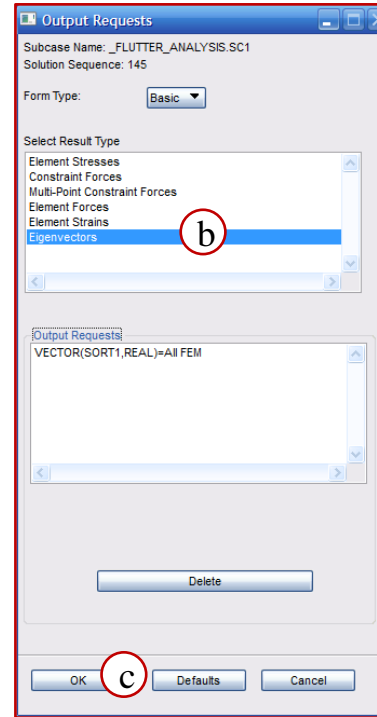 Output Requests
Subcase Name: _FLUTTER_ANALYSIS.SC1
Solution Sequence: 145
Form Type: Basic
Select Result Type
Element Stresses
Constraint Forces
Multi-Point Constraint Forces
Element Forces
Element Strains
Eigenvectors
b
Output Requests
VECTOR(SORT1,REAL)=All FEM
Delete
OK c Defaults Cancel